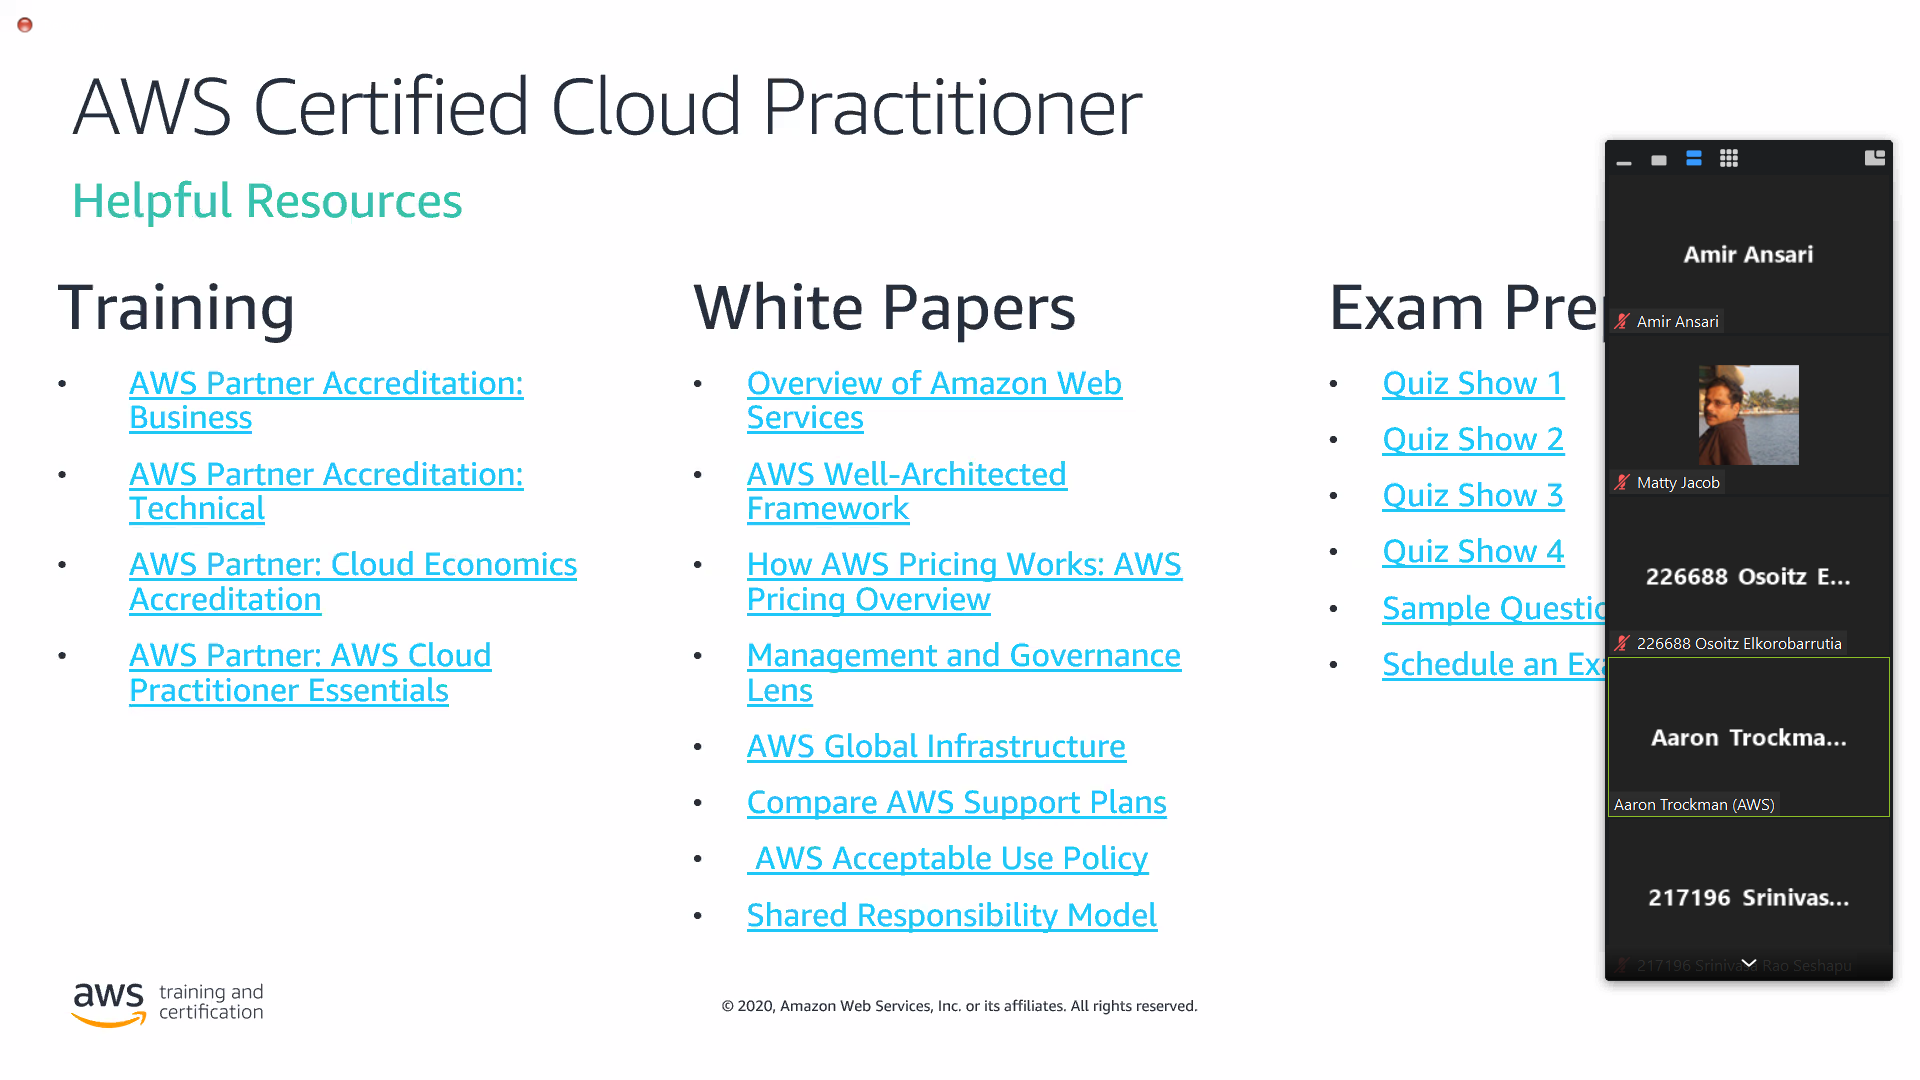 AWS Certified Cloud Practitioner
Helpful Resources
Training
AWS Partner Accreditation:
Business
AWS Partner Accreditation:
Technical
AWS Partner: Cloud Economics
Accreditation
AWS Partner: AWS Cloud
Practitioner Essentials
White Papers
Overview of Amazon Web
Services
AWS Well-Architected
Framework
How AWS Pricing Works: AWS
Pricing Overview
Management and Governance
Lens
AWS Global Infrastructure
Compare AWS Support Plans
AWS Acceptable Use Policy
Shared Responsibility Model
Exam Pre
Quiz Show 1
Quiz Show 2
Quiz Show 3
Quiz Show 4
Sample Questio
Schedule an Exa
Amir Ansari
Amir Ansari
Matty Jacob
226688 Osoitz E...
226688 Osoitz Elkorobarrutia
Aaron Trockma...
Aaron Trockman (AWS)
217196 Srinivas...
217196 Srinivasa Rao Seshapu
aws training and
certification
© 2020, Amazon Web Services, Inc. or its affiliates. All rights reserved.